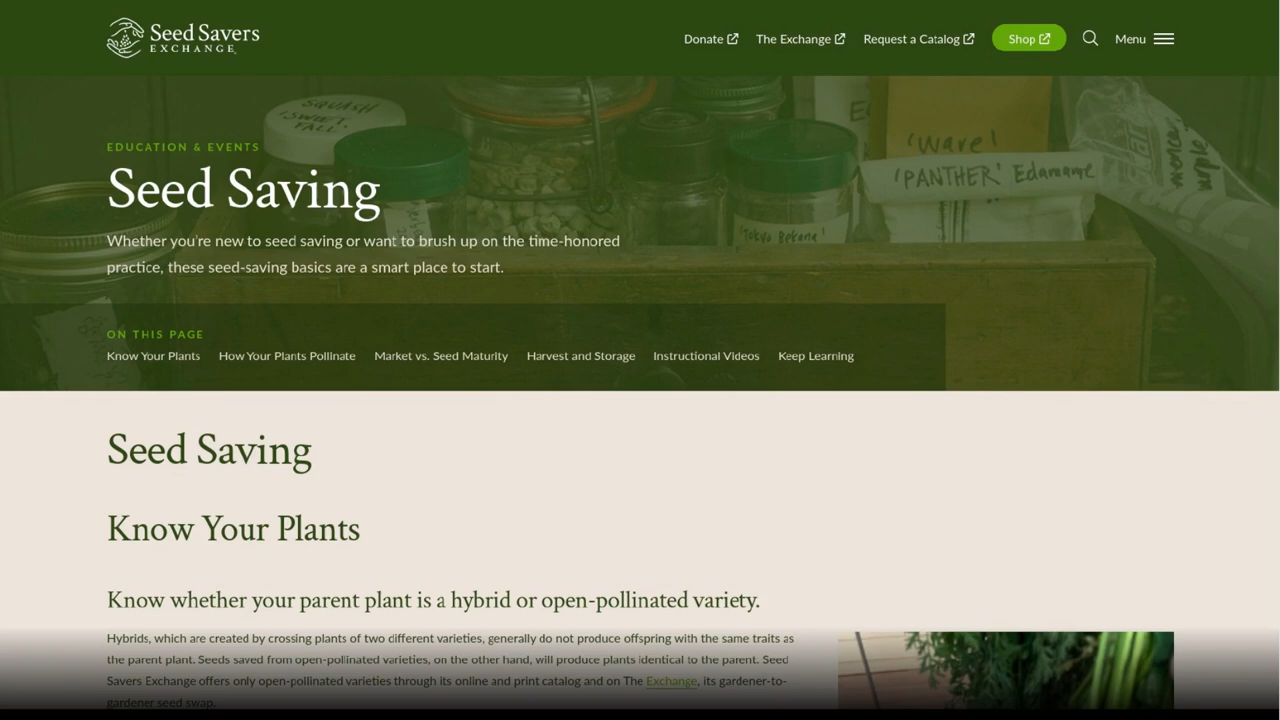 Seed Savers
EXCHANGE
Donate
The Exchange
Request a Catalog
Shop
Menu
SQUASH
'SWEET
FALL'
'Wave'
'PANTHER' Edamame
'Tokyo Bekana'
EDUCATION & EVENTS
Seed Saving
Whether you're new to seed saving or want to brush up on the time-honored
practice, these seed-saving basics are a smart place to start.
ON THIS PAGE
Know Your Plants How Your Plants Pollinate Market vs. Seed Maturity Harvest and Storage Instructional Videos Keep Learning
Seed Saving
Know Your Plants
Know whether your parent plant is a hybrid or open-pollinated variety.
Hybrids, which are created by crossing plants of two different varieties, generally do not produce offspring with the same traits as
the parent plant. Seeds saved from open-pollinated varieties, on the other hand, will produce plants identical to the parent. Seed
Savers Exchange offers only open-pollinated varieties through its online and print catalog and on The Exchange, its gardener-to-
gardener seed swap.